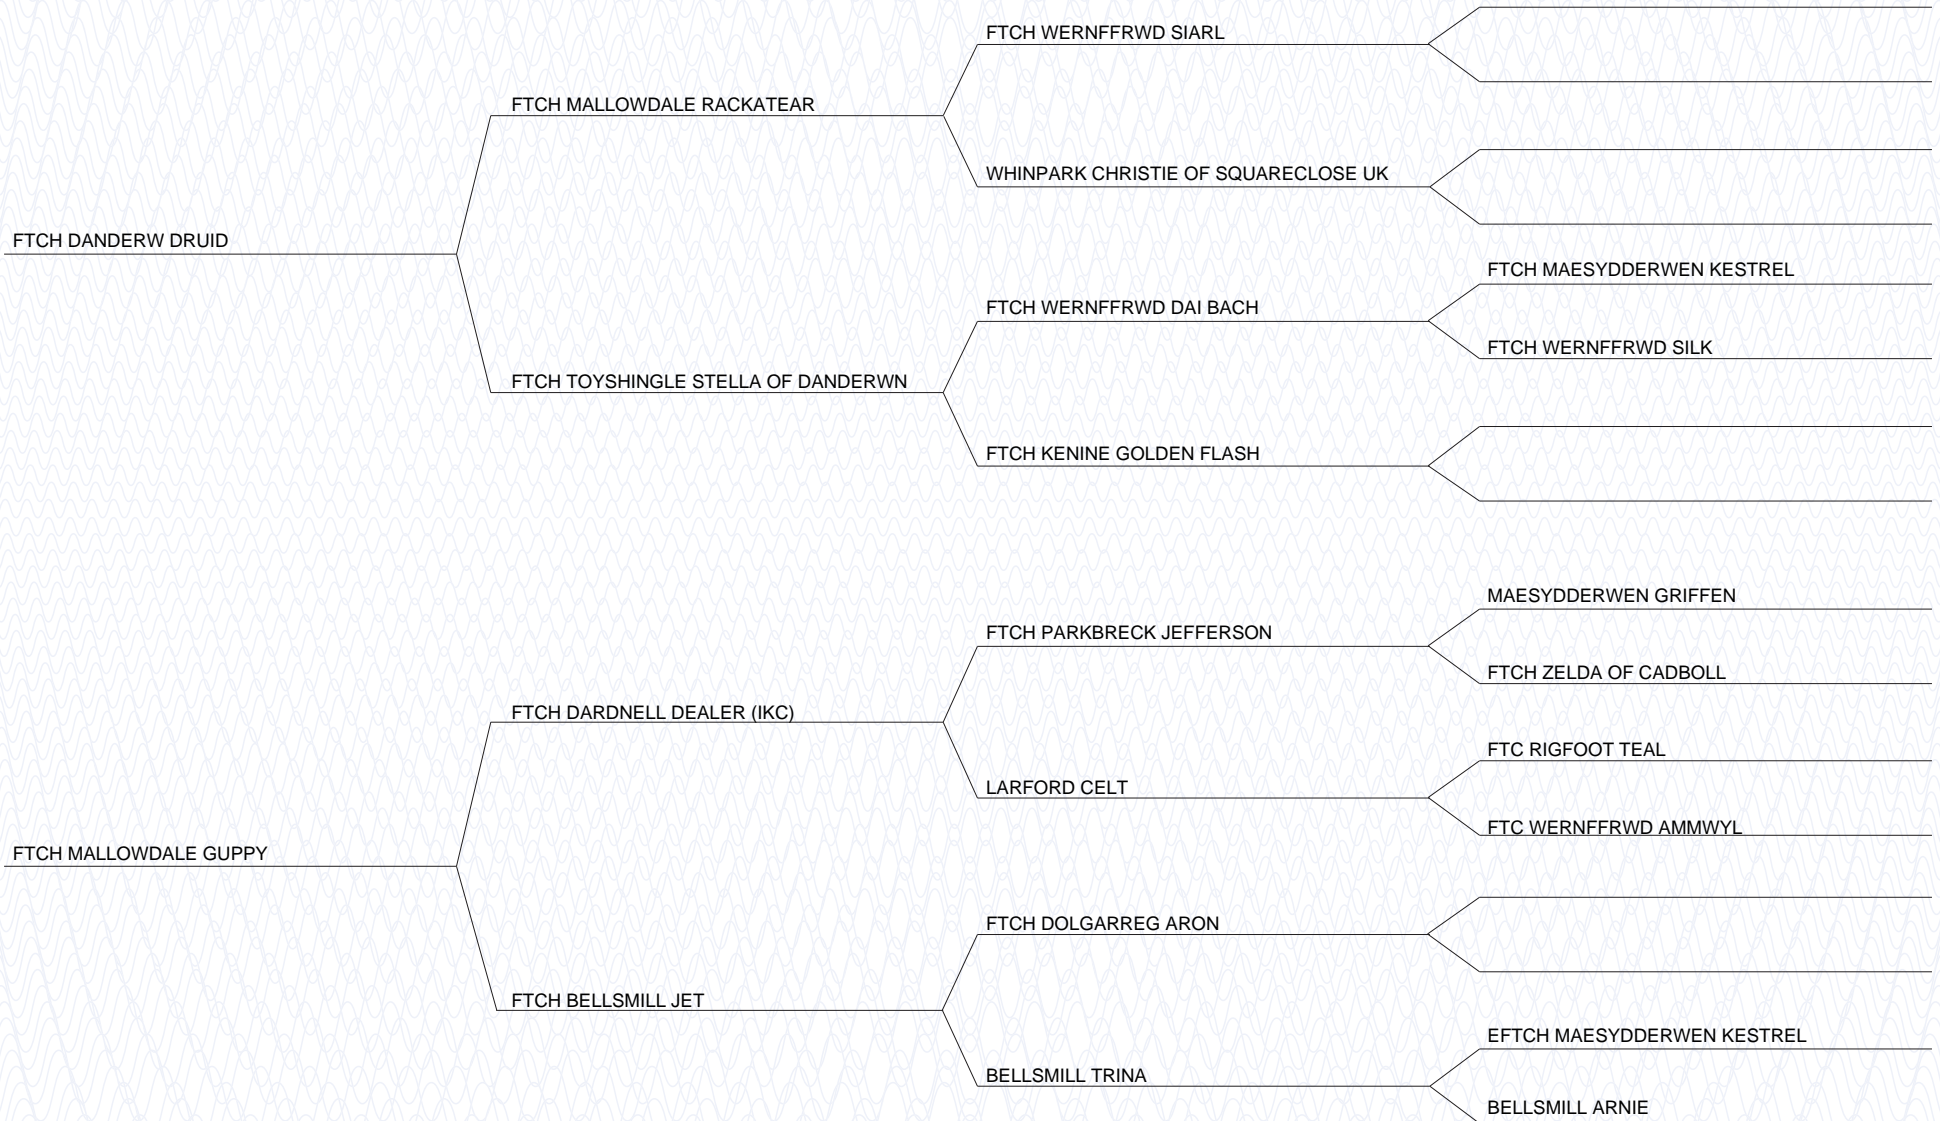 FTCH WERNFFRWD SIARL
FTCH MALLOWDALE RACKATEAR
WHINPARK CHRISTIE OF SQUARECLOSE UK
FTCH DANDERW DRUID
FTCH MAESYDDERWEN KESTREL
FTCH WERNFFRWD DAI BACH
FTCH WERNFFRWD SILK
FTCH TOYSHINGLE STELLA OF DANDERWN
FTCH KENINE GOLDEN FLASH
MAESYDDERWEN GRIFFEN
FTCH PARKBRECK JEFFERSON
FTCH ZELDA OF CADBOLL
FTCH DARDNELL DEALER (IKC)
FTC RIGFOOT TEAL
LARFORD CELT
FTC WERNFFRWD AMMWYL
FTCH MALLOWDALE GUPPY
FTCH DOLGARREG ARON
FTCH BELLSMILL JET
EFTCH MAESYDDERWEN KESTREL
BELLSMILL TRINA
BELLSMILL ARNIE